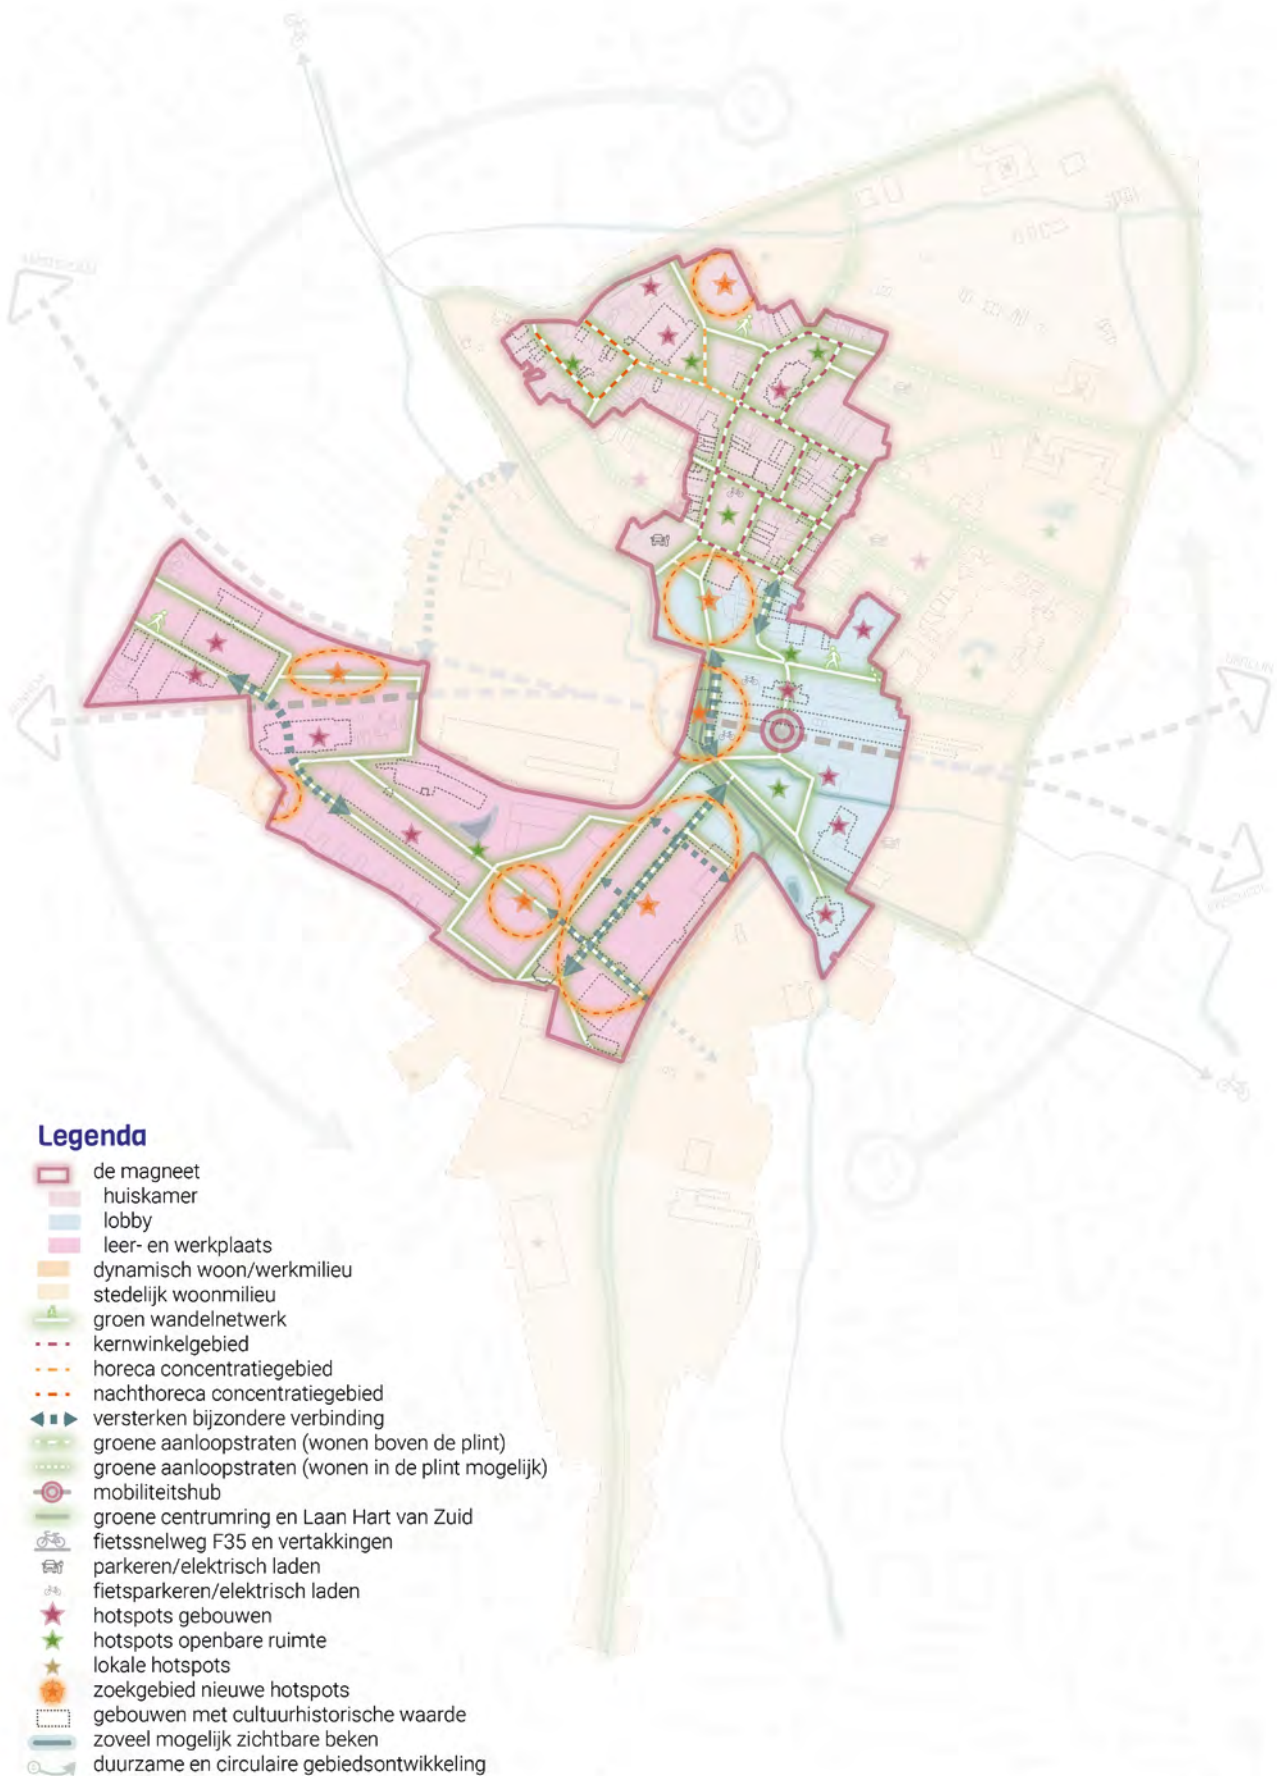 AMSTERDAM
ARNHEM
BERLIJN
Legenda
de magneet
huiskamer
lobby
leer- en werkplaats
dynamisch woon/werkmilieu
stedelijk woonmilieu
groen wandelnetwerk
kernwinkelgebied
horeca concentratiegebied
nachthoreca concentratiegebied
versterken bijzondere verbinding
groene aanloopstraten (wonen boven de plint)
groene aanloopstraten (wonen in de plint mogelijk)
mobiliteitshub
groene centrumring en Laan Hart van Zuid
fietssnelweg F35 en vertakkingen
parkeren/elektrisch laden
fietsparkeren/elektrisch laden
hotspots gebouwen
hotspots openbare ruimte
lokale hotspots
zoekgebied nieuwe hotspots
gebouwen met cultuurhistorische waarde
zoveel mogelijk zichtbare beken
duurzame en circulaire gebiedsontwikkeling